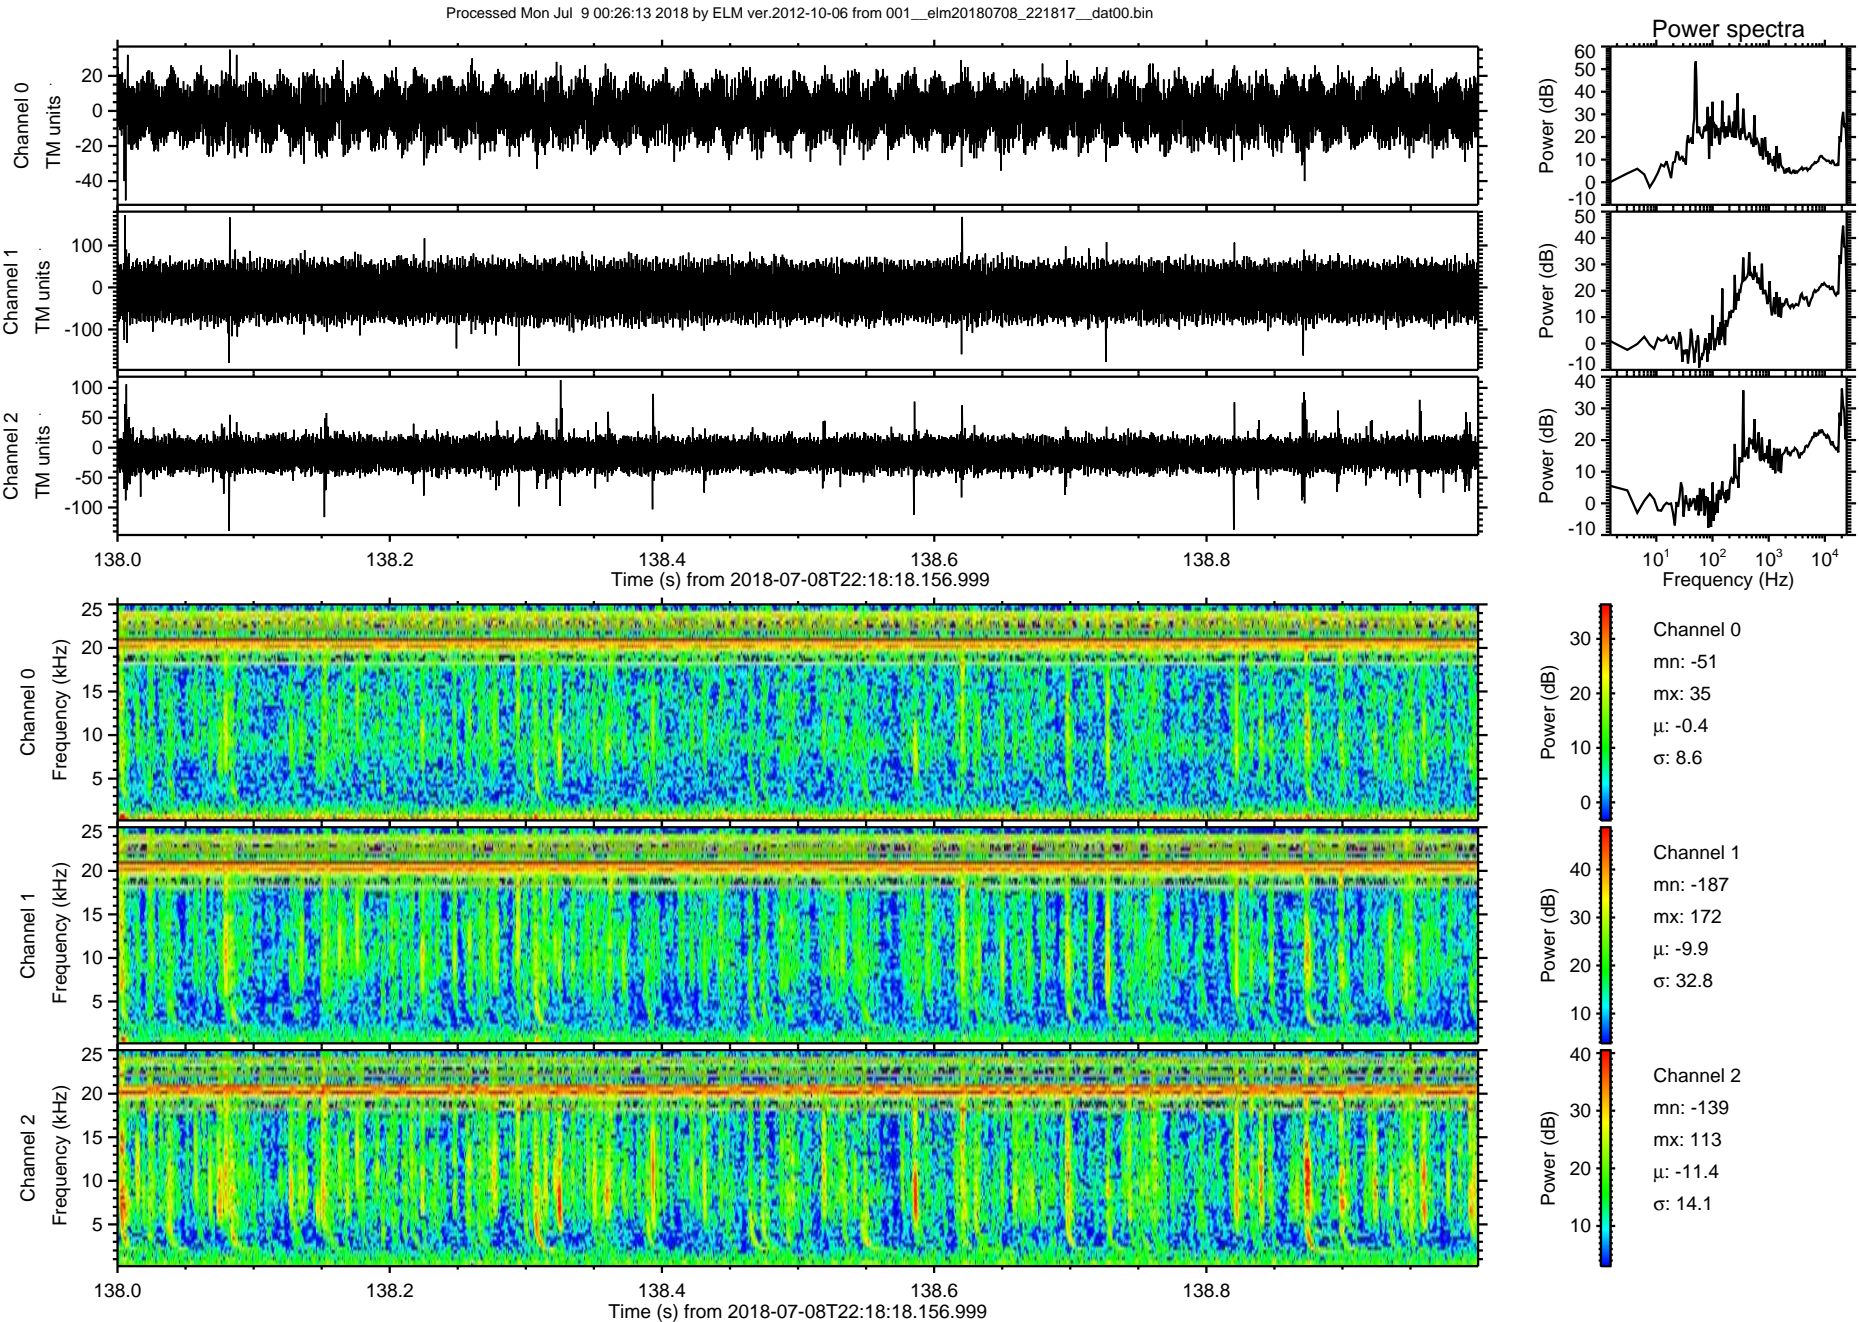 Processed Mon Jul  9 00:26:13 2018 by ELM ver.2012-10-06 from 001__elm20180708_221817__dat00.bin
Power spectra
Channel 0
TM units
20
0
-20
-40
Power (dB)
60
50
40
30
20
10
0
-10
Channel 1
TM units
100
0
-100
Power (dB)
50
40
30
20
10
0
-10
Channel 2
TM units
100
50
0
-50
-100
Power (dB)
40
30
20
10
0
-10
138.0 138.2 138.4 138.6 138.8
Time (s) from 2018-07-08T22:18:18.156.999
10^1 10^2 10^3 10^4
Frequency (Hz)
Channel 0
Frequency (kHz)
25
20
15
10
5
Power (dB)
30
20
10
0
Channel 0
mn: -51
mx: 35
μ: -0.4
σ: 8.6
Channel 1
Frequency (kHz)
25
20
15
10
5
Power (dB)
40
30
20
10
Channel 1
mn: -187
mx: 172
μ: -9.9
σ: 32.8
Channel 2
Frequency (kHz)
25
20
15
10
5
Power (dB)
40
30
20
10
Channel 2
mn: -139
mx: 113
μ: -11.4
σ: 14.1
138.0 138.2 138.4 138.6 138.8
Time (s) from 2018-07-08T22:18:18.156.999